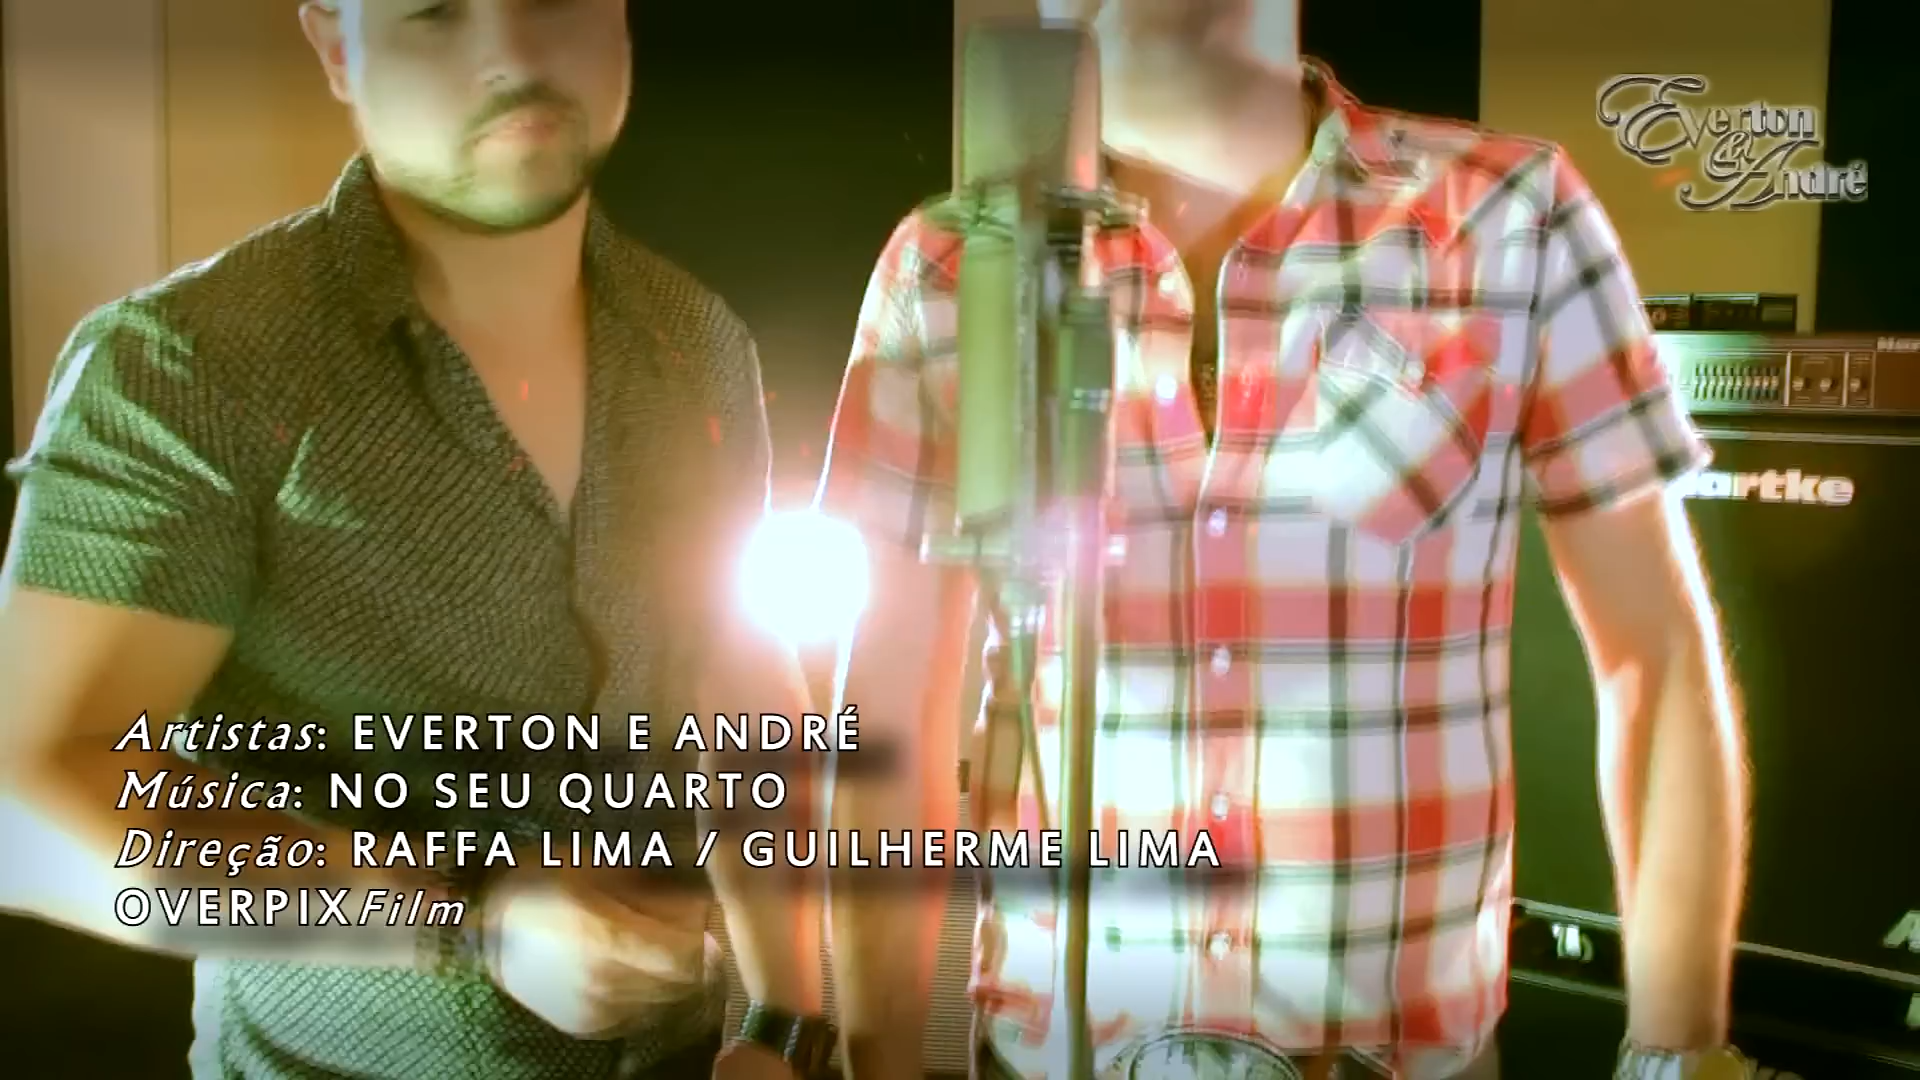 Everton
& André
Hartke
Artistas: EVERTON E ANDRÉ
Música: NO SEU QUARTO
Direção: RAFFA LIMA / GUILHERME LIMA
OVERPIXFilm